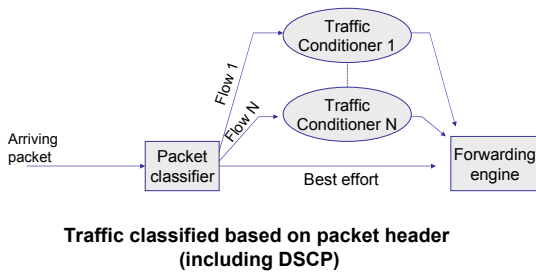 Traffic
Conditioner 1
Flow 1
Traffic
Conditioner N
Flow N
Arriving
packet
Packet
classifier
Best effort
Forwarding
engine
Traffic classified based on packet header
(including DSCP)